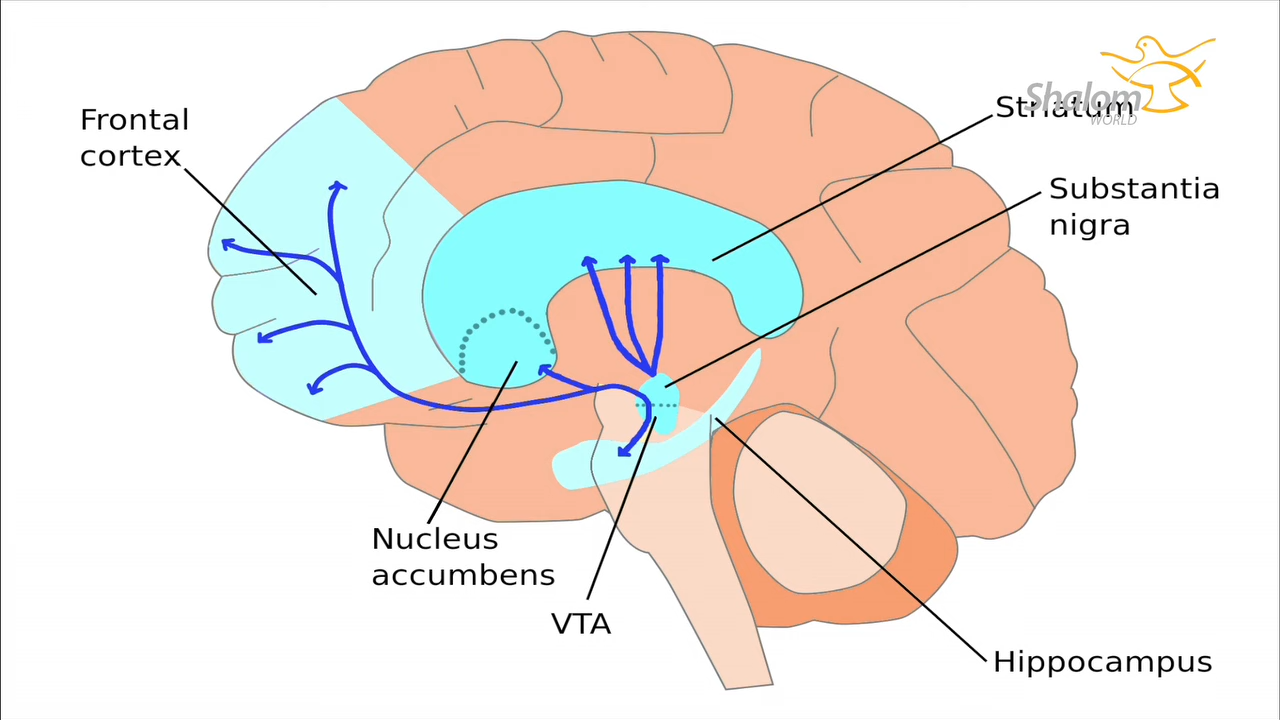 Frontal
cortex
Shalom
WORLD
Striatum
Substantia
nigra
Nucleus
accumbens
VTA
Hippocampus